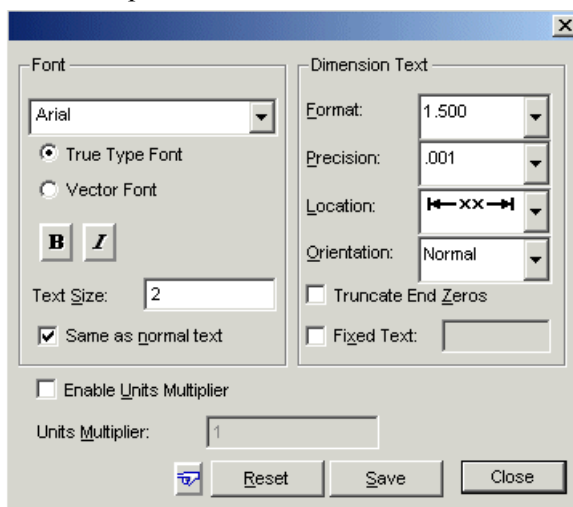 Font
Arial
True Type Font
Vector Font
B I
Text Size: 2
Same as normal text
Dimension Text
Format: 1.500
Precision: .001
Location: xx
Orientation: Normal
Truncate End Zeros
Fixed Text:
Enable Units Multiplier
Units Multiplier: 1
Reset Save Close